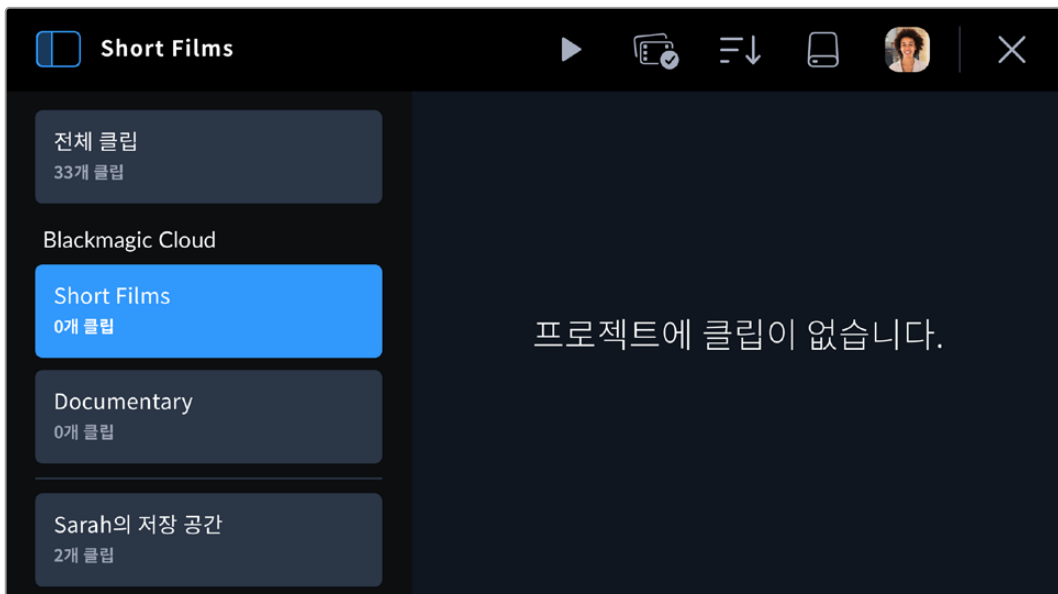 Short Films
전체 클립
33개 클립
Blackmagic Cloud
Short Films
0개 클립
Documentary
0개 클립
Sarah의 저장 공간
2개 클립
프로젝트에 클립이 없습니다.